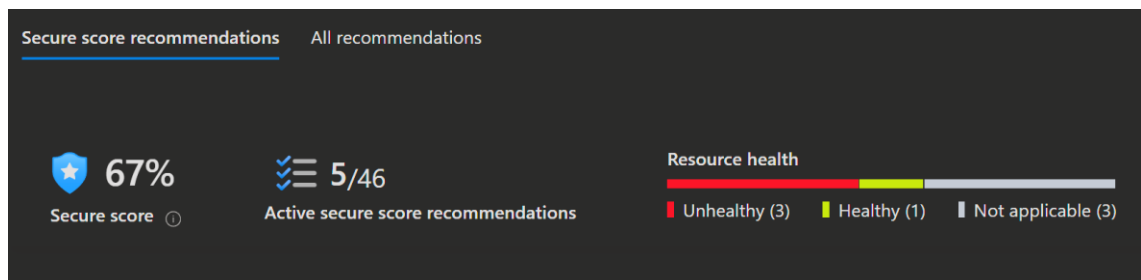 Secure score recommendations All recommendations
67%
Secure score
5/46
Active secure score recommendations
Resource health
Unhealthy (3) Healthy (1) Not applicable (3)